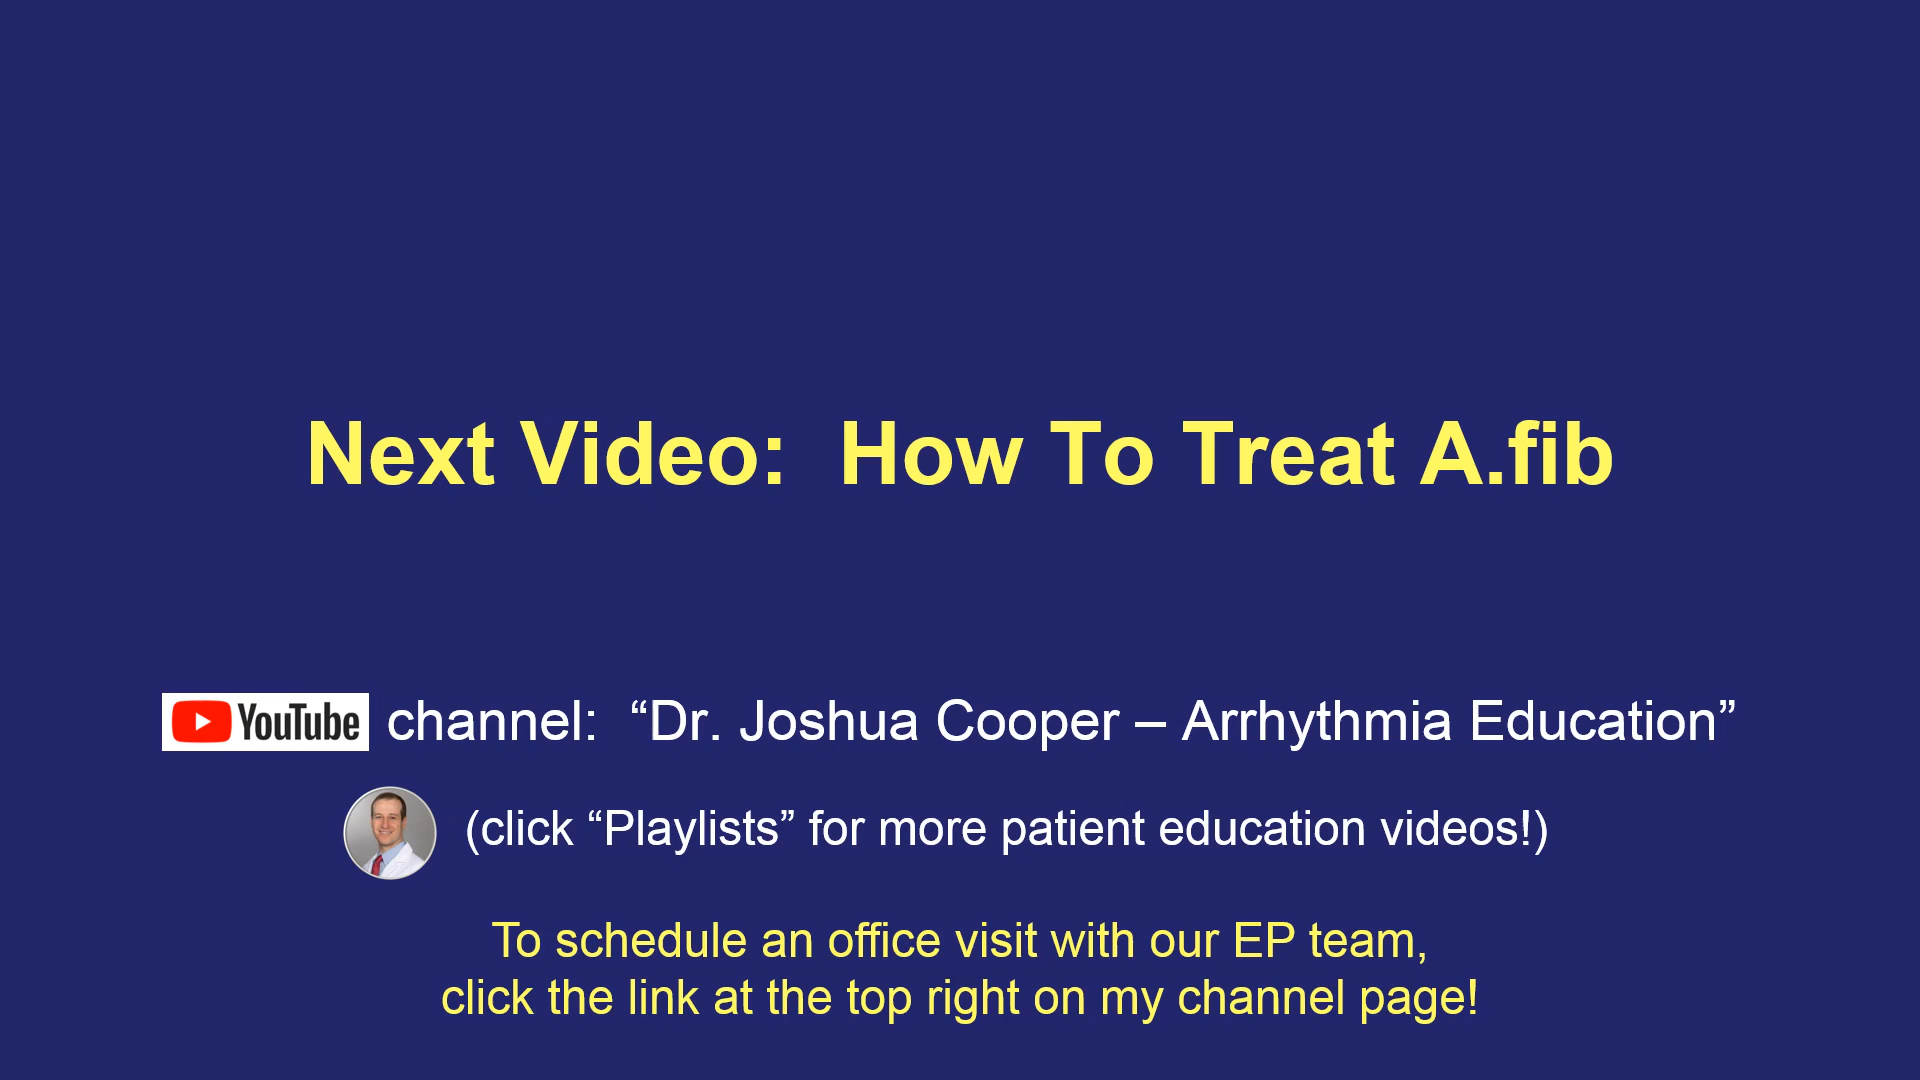 Next Video:  How To Treat A.fib
YouTube channel:  “Dr. Joshua Cooper – Arrhythmia Education”
(click “Playlists” for more patient education videos!)
To schedule an office visit with our EP team,
click the link at the top right on my channel page!